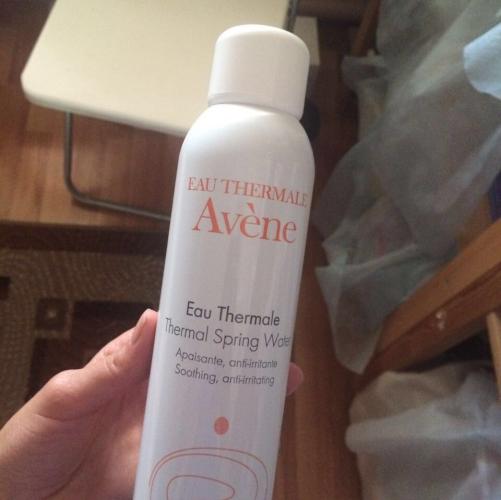 EAU THERMALE
Avène
Eau Thermale
Thermal Spring Water
Apaisante, anti-irritante
Soothing, anti-irritating